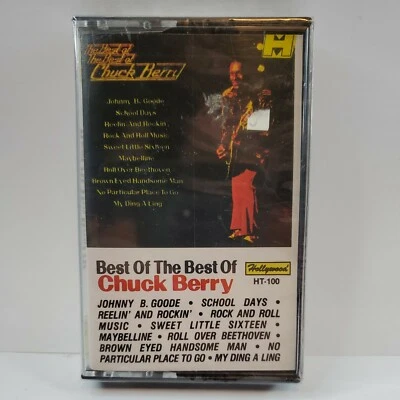 The Best of
The Best of
Chuck Berry
H
Johnny B. Goode
School Days
Reelin And Rockin
Rock And Roll Music
Sweet Little Sixteen
Maybelline
Roll Over Beethoven
Brown Eyed Handsome Man
No Particular Place To Go
My Ding A Ling
Best Of The Best Of
Chuck Berry
Hollywood
HT-100
JOHNNY B. GOODE • SCHOOL DAYS •
REELIN' AND ROCKIN' • ROCK AND ROLL
MUSIC • SWEET LITTLE SIXTEEN •
MAYBELLINE • ROLL OVER BEETHOVEN •
BROWN EYED HANDSOME MAN • NO
PARTICULAR PLACE TO GO • MY DING A LING